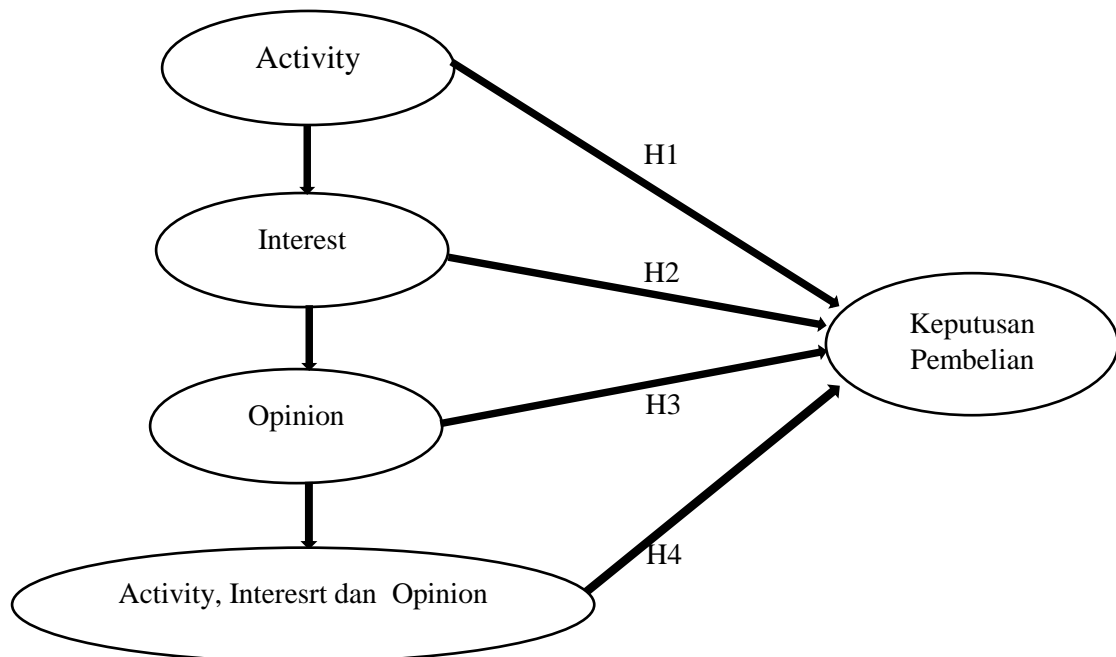 Activity
H1
Interest
H2
Keputusan
Pembelian
Opinion
H3
H4
Activity, Interesrt dan Opinion